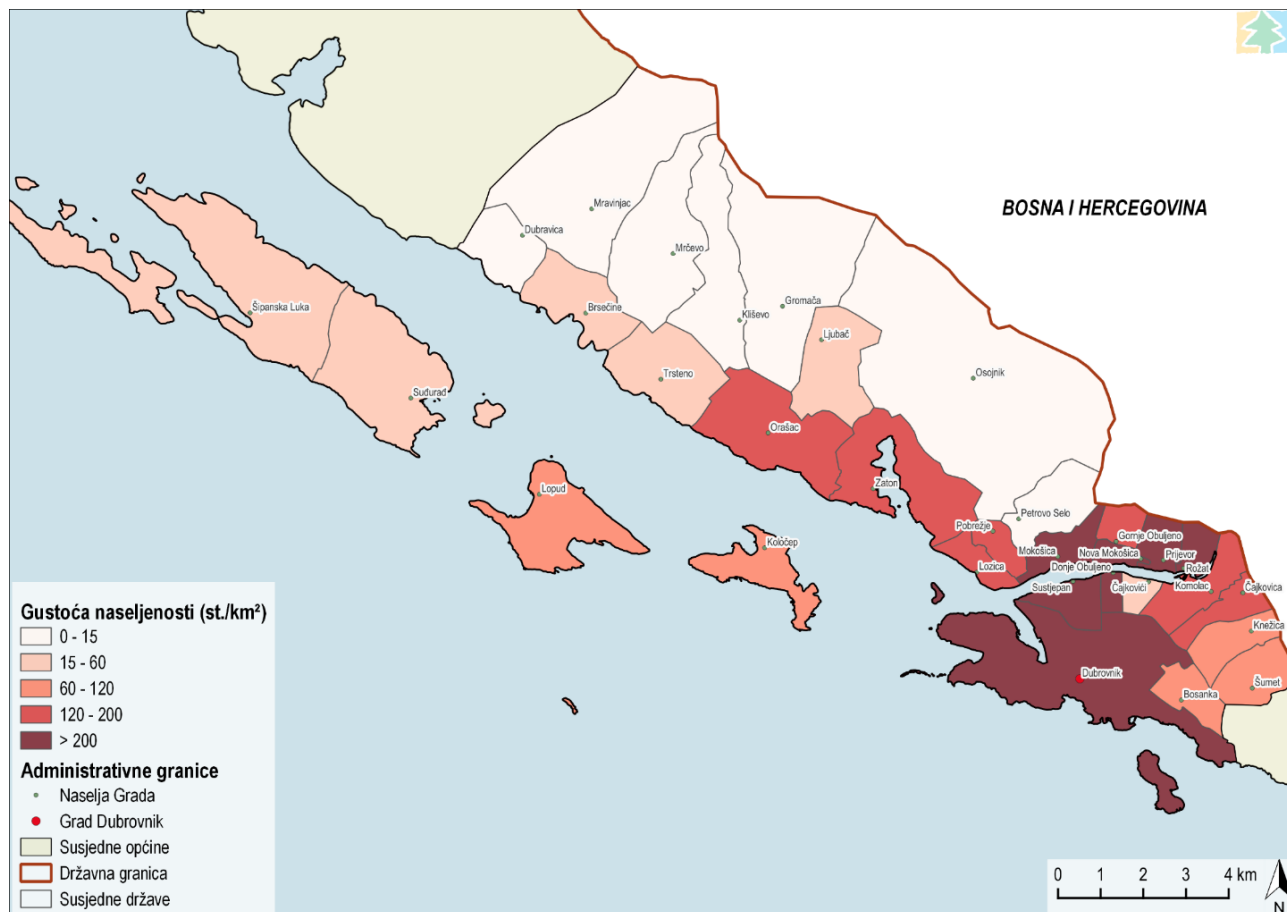 BOSNA I HERCEGOVINA
Mravinjac
Dubravica
Mrčevo
Gromača
Brsečine
Kliševo
Šipanska Luka
Ljubač
Trsteno
Osojnik
Suđurađ
Orašac
Zaton
Lopud
Petrovo Selo
Pobrežje
Gornje Obuljeno
Koločep
Mokošica
Nova Mokošica
Prijevor
Lozica
Donje Obuljeno
Rožat
Sustjepan
Čajkovići
Komolac
Čajkovica
Knežica
Dubrovnik
Šumet
Bosanka
Gustoća naseljenosti (st./km²)
0 - 15
15 - 60
60 - 120
120 - 200
> 200
Administrativne granice
Naselja Grada
Grad Dubrovnik
Susjedne općine
Državna granica
Susjedne države
0 1 2 4 km
N